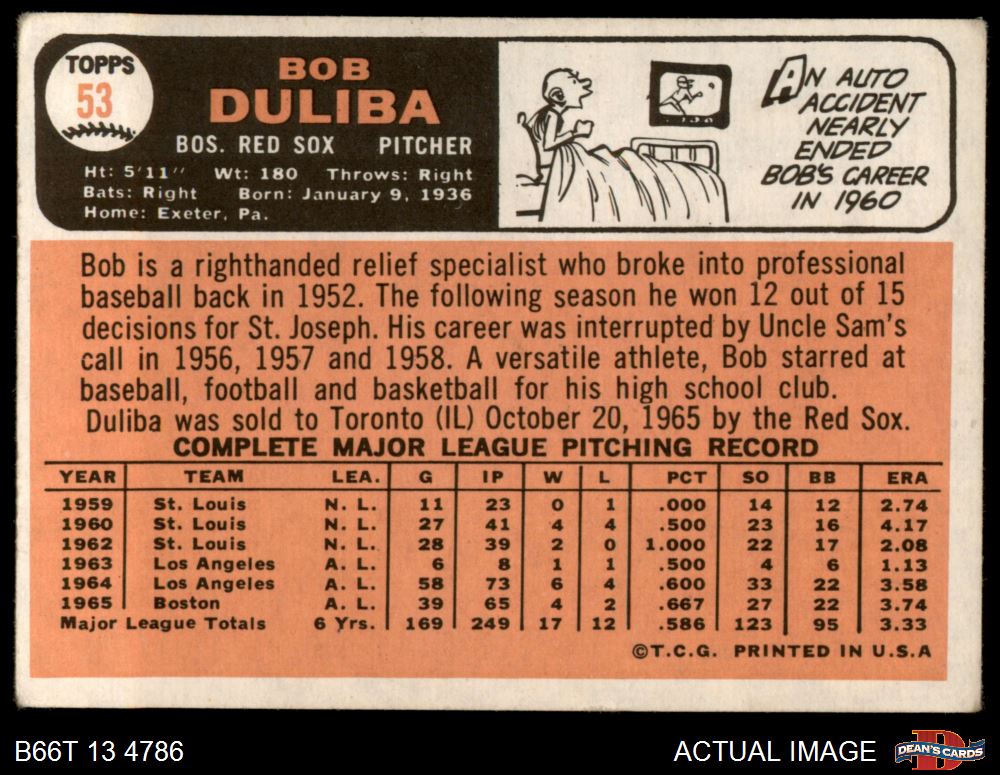 TOPPS
53
BOB
DULIBA
BOS. RED SOX PITCHER
Ht: 5'11" Wt: 180 Throws: Right
Bats: Right Born: January 9, 1936
Home: Exeter, Pa.
AN AUTO
ACCIDENT
NEARLY
ENDED
BOB'S CAREER
IN 1960
Bob is a righthanded relief specialist who broke into professional
baseball back in 1952. The following season he won 12 out of 15
decisions for St. Joseph. His career was interrupted by Uncle Sam's
call in 1956, 1957 and 1958. A versatile athlete, Bob starred at
baseball, football and basketball for his high school club.
Duliba was sold to Toronto (IL) October 20, 1965 by the Red Sox.
COMPLETE MAJOR LEAGUE PITCHING RECORD
YEAR TEAM LEA. G IP W L PCT SO BB ERA
1959 St. Louis N. L. 11 23 0 1 .000 14 12 2.74
1960 St. Louis N. L. 27 41 4 4 .500 23 16 4.17
1962 St. Louis N. L. 28 39 2 0 1.000 22 17 2.08
1963 Los Angeles A. L. 6 8 1 1 .500 4 6 1.13
1964 Los Angeles A. L. 58 73 6 4 .600 33 22 3.58
1965 Boston A. L. 39 65 4 2 .667 27 22 3.74
Major League Totals 6 Yrs. 169 249 17 12 .586 123 95 3.33
©T.C.G. PRINTED IN U.S.A
B66T 13 4786
ACTUAL IMAGE
DEAN'S CARDS